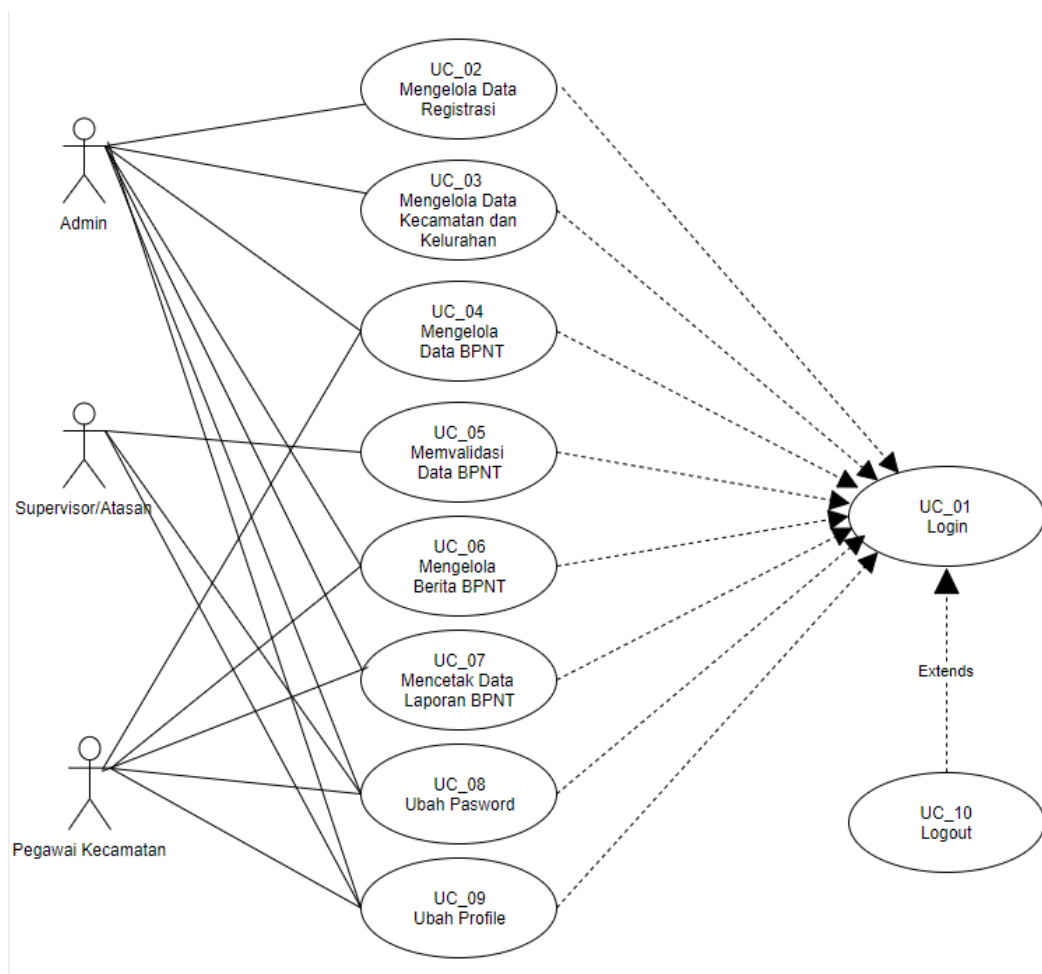 UC_02
Mengelola Data
Registrasi
Admin
UC_03
Mengelola Data
Kecamatan dan
Kelurahan
UC_04
Mengelola
Data BPNT
Supervisor/Atasan
UC_05
Memvalidasi
Data BPNT
UC_01
Login
UC_06
Mengelola
Berita BPNT
UC_07
Mencetak Data
Laporan BPNT
Extends
Pegawai Kecamatan
UC_08
Ubah Pasword
UC_10
Logout
UC_09
Ubah Profile